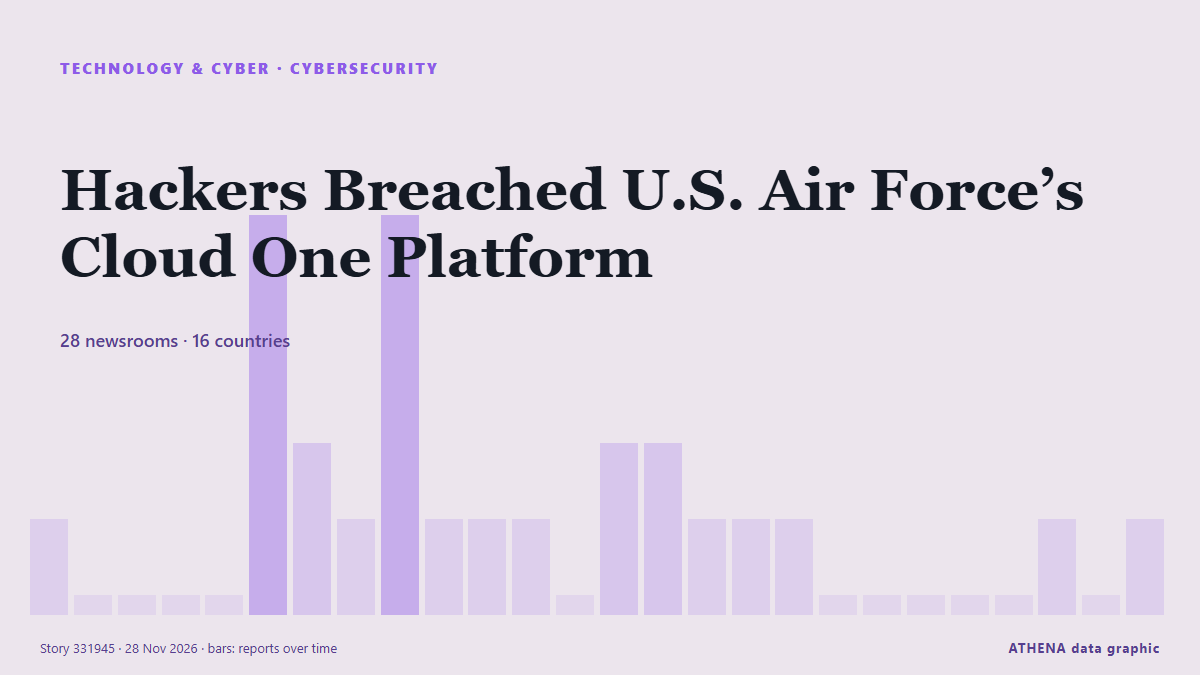 TECHNOLOGY & CYBER · CYBERSECURITY
Hackers Breached U.S. Air Force’s
Cloud One Platform
28 newsrooms · 16 countries
Story 331945 · 28 Nov 2026 · bars: reports over time
ATHENA data graphic